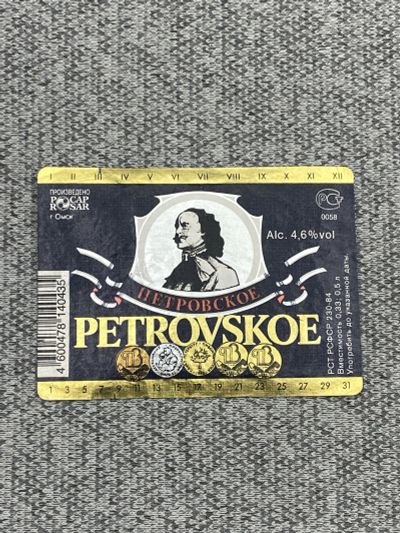 I II III IV V VI VII VIII IX X XI XII
ПРОИЗВЕДЕНО
РОСАР
ROSAR
г Омск
0058
Alc. 4,6%vol
ПЕТРОВСКОЕ
PETROVSKOE
4 600478 140435
РСТ РСФСР 230-84
Вместимость 0,33; 0,5 л
Употребить до указанной даты.
1 3 5 7 9 11 13 15 17 19 21 23 25 27 29 31